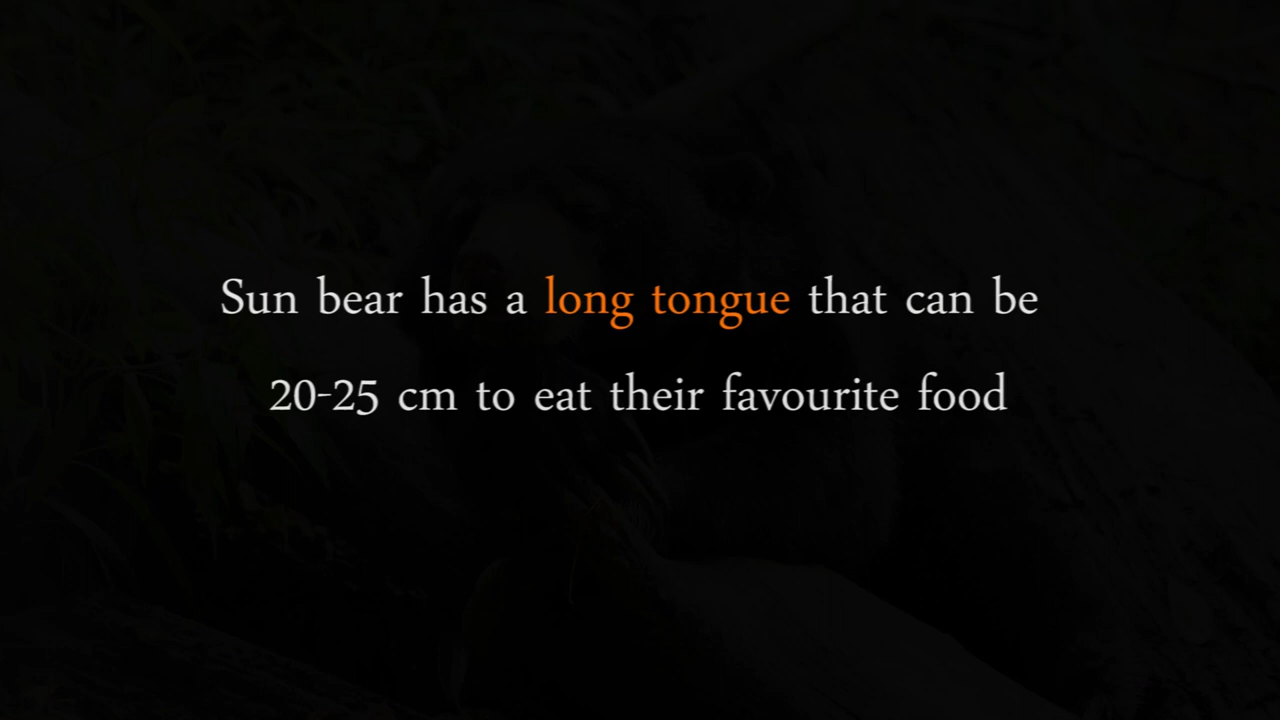 Sun bear has a long tongue that can be
20-25 cm to eat their favourite food